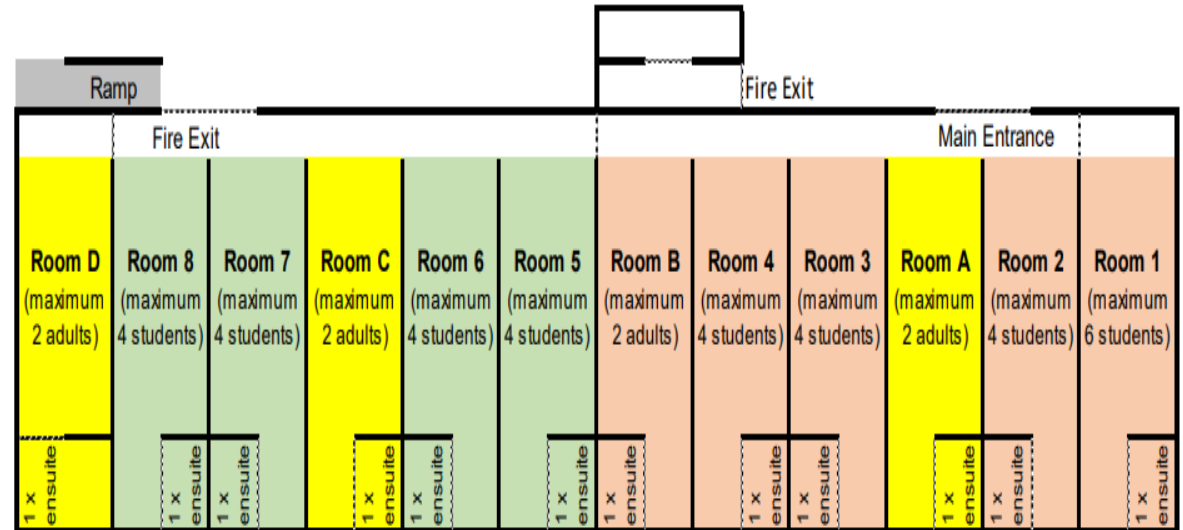 Ramp
Fire Exit
Fire Exit
Main Entrance
Room D
(maximum
2 adults)
Room 8
(maximum
4 students)
Room 7
(maximum
4 students)
Room C
(maximum
2 adults)
Room 6
(maximum
4 students)
Room 5
(maximum
4 students)
Room B
(maximum
2 adults)
Room 4
(maximum
4 students)
Room 3
(maximum
4 students)
Room A
(maximum
2 adults)
Room 2
(maximum
4 students)
Room 1
(maximum
6 students)
1 ×
ensuite
1 ×
ensuite
1 ×
ensuite
1 ×
ensuite
1 ×
ensuite
1 ×
ensuite
1 ×
ensuite
1 ×
ensuite
1 ×
ensuite
1 ×
ensuite
1 ×
ensuite
1 ×
ensuite